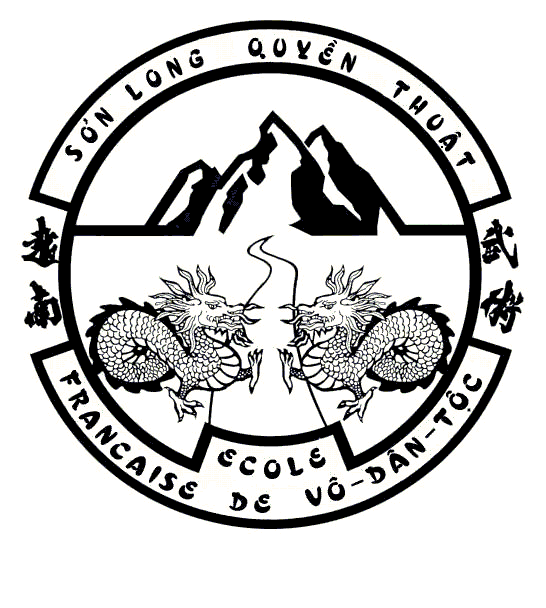 SƠN LONG QUYỀN THUẬT
越南
武術
ECOLE
FRANCAISE DE VÔ-DÂN-TỘC